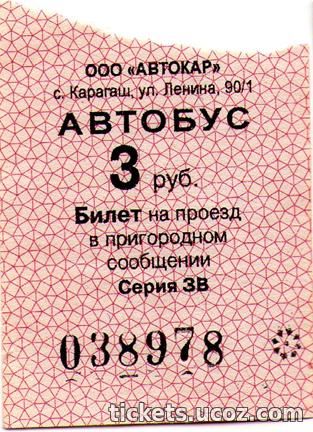 ООО «АВТОКАР»
с. Карагаш, ул. Ленина, 90/1
АВТОБУС
3 руб.
Билет на проезд
в пригородном
сообщении
Серия ЗВ
038978
tickets.ucoz.com